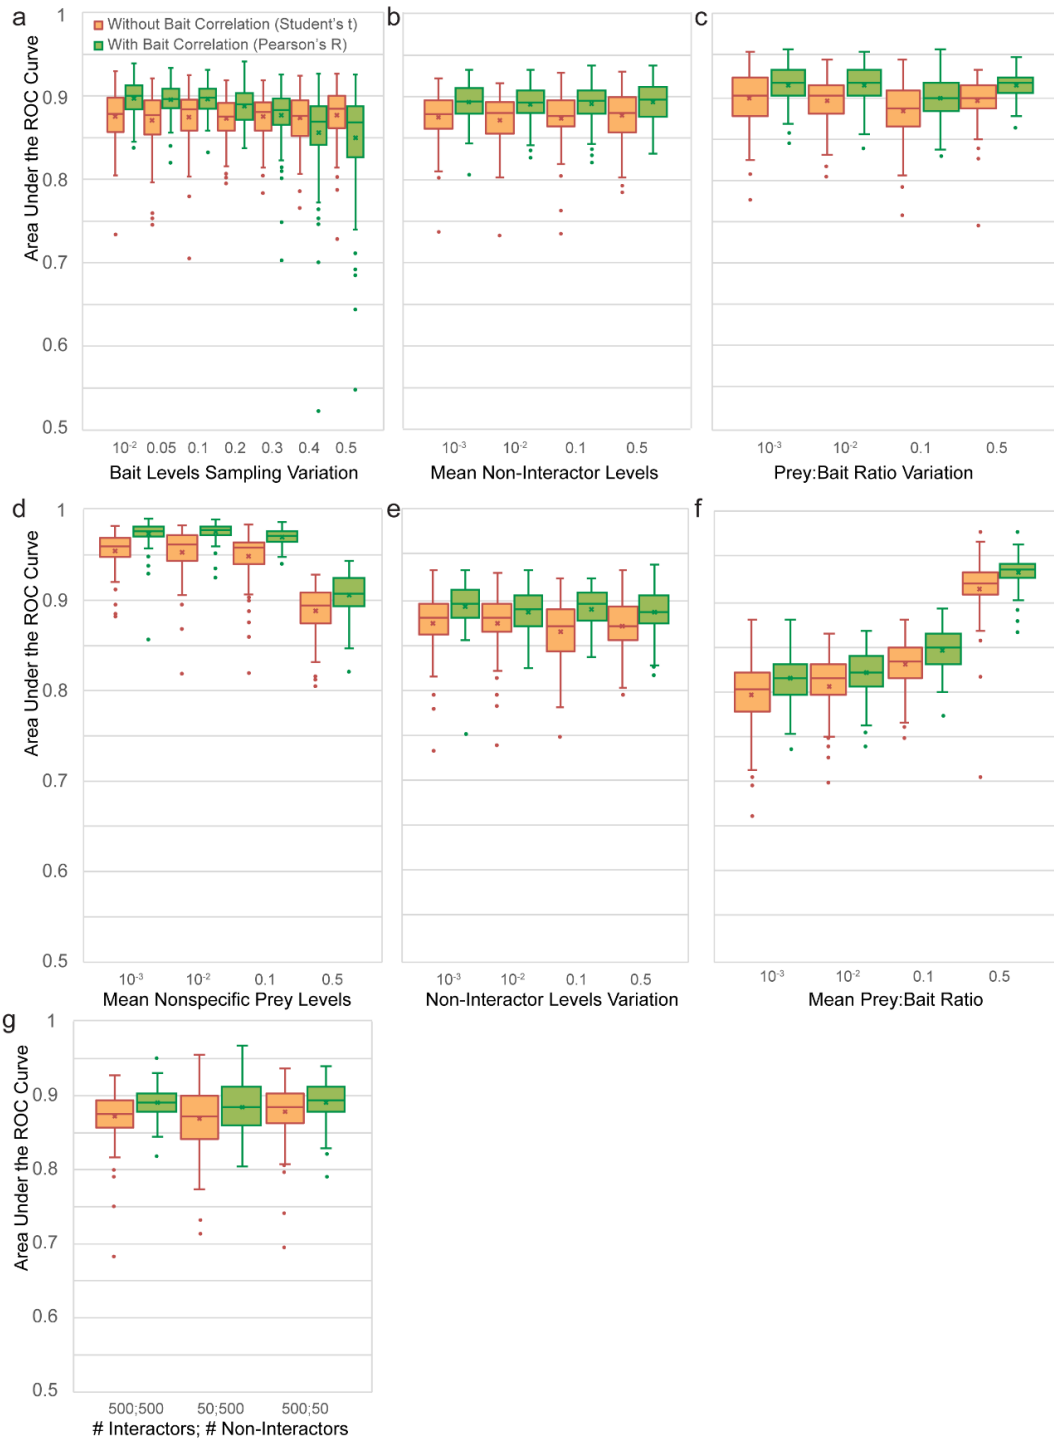 a
Without Bait Correlation (Student's t)
With Bait Correlation (Pearson's R)
Area Under the ROC Curve
1
0.9
0.8
0.7
0.6
0.5
10-2 0.05 0.1 0.2 0.3 0.4 0.5
Bait Levels Sampling Variation
b
10-3 10-2 0.1 0.5
Mean Non-Interactor Levels
c
10-3 10-2 0.1 0.5
Prey:Bait Ratio Variation
d
Area Under the ROC Curve
1
0.9
0.8
0.7
0.6
0.5
10-3 10-2 0.1 0.5
Mean Nonspecific Prey Levels
e
10-3 10-2 0.1 0.5
Non-Interactor Levels Variation
f
10-3 10-2 0.1 0.5
Mean Prey:Bait Ratio
g
Area Under the ROC Curve
1
0.9
0.8
0.7
0.6
0.5
500;500 50;500 500;50
# Interactors; # Non-Interactors